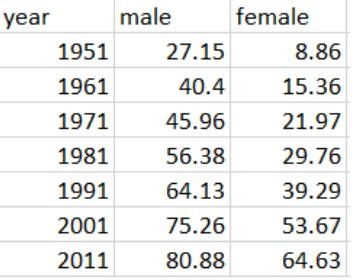 year male female
1951 27.15 8.86
1961 40.4 15.36
1971 45.96 21.97
1981 56.38 29.76
1991 64.13 39.29
2001 75.26 53.67
2011 80.88 64.63